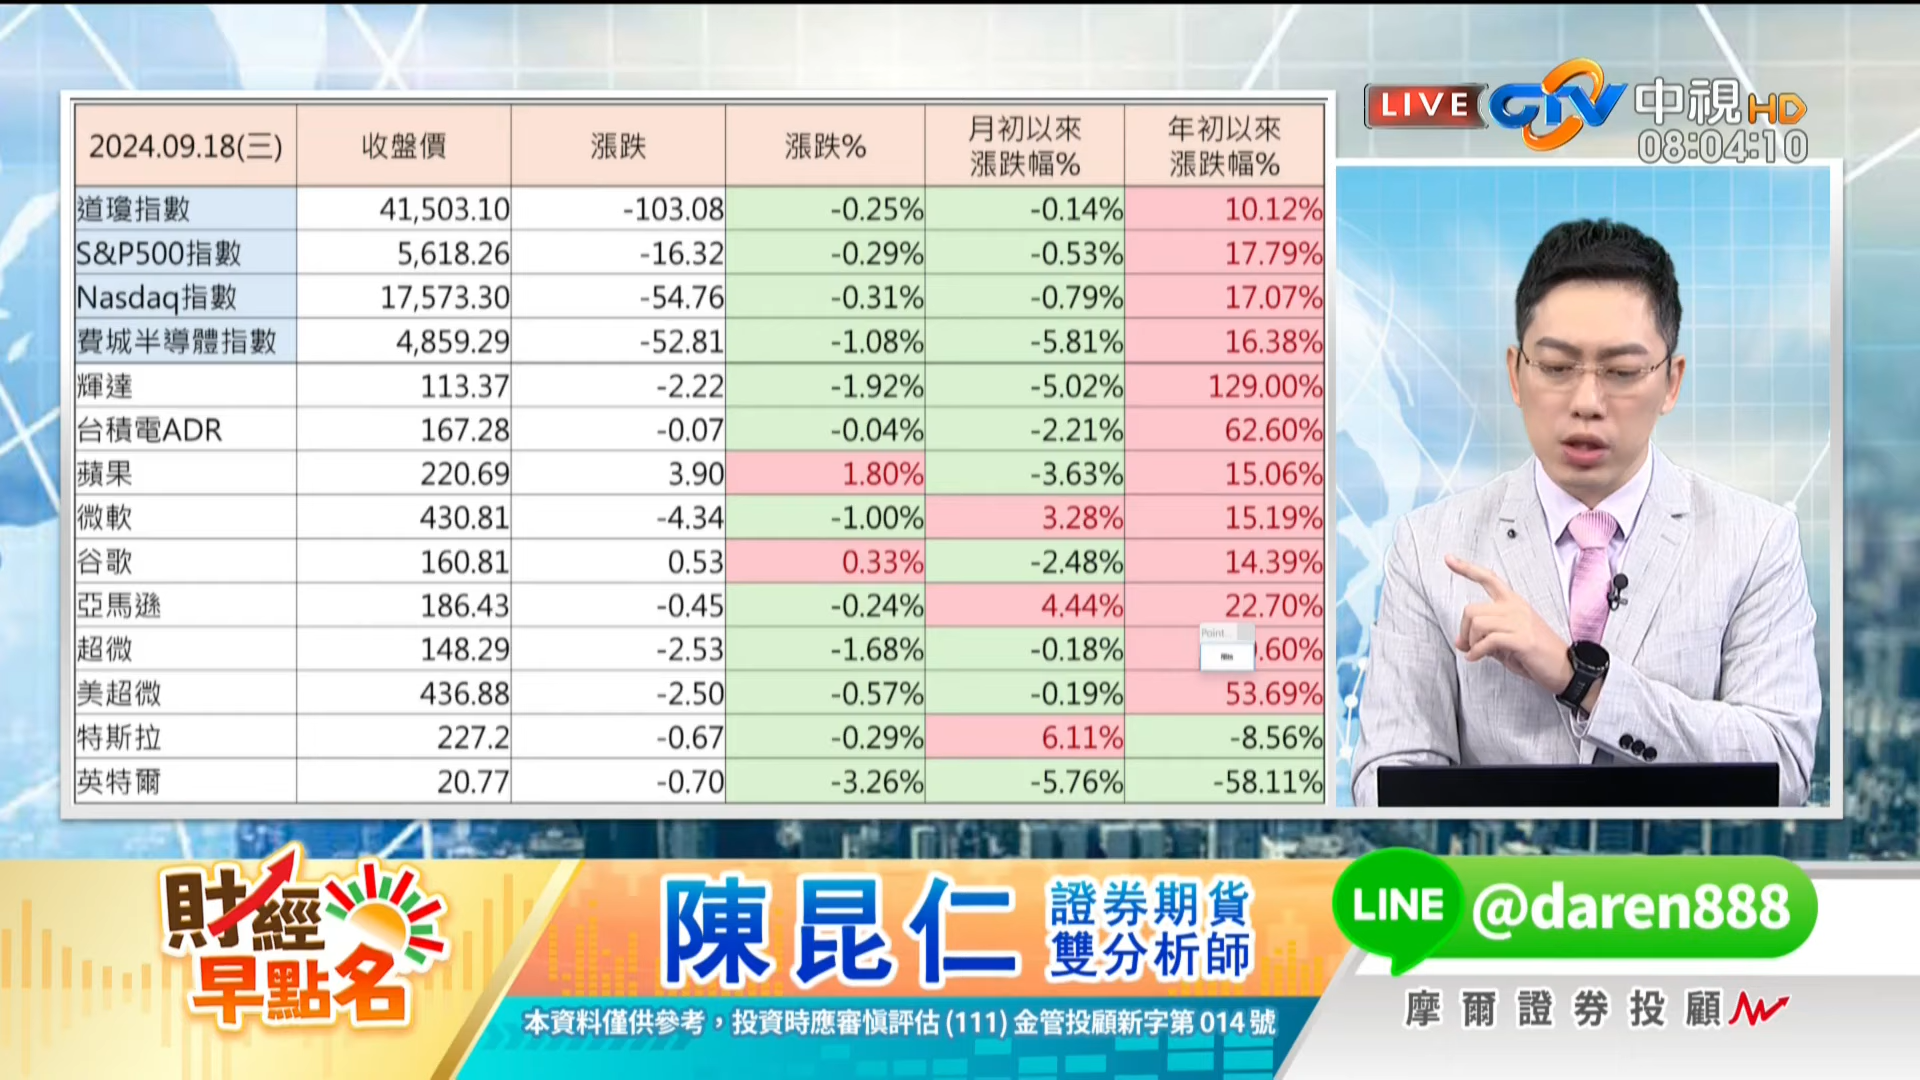 LIVE GTV 中視 HD
08:04:10
2024.09.18(三) 收盤價 漲跌 漲跌% 月初以來 年初以來
漲跌幅% 漲跌幅%
道瓊指數 41,503.10 -103.08 -0.25% -0.14% 10.12%
S&P500指數 5,618.26 -16.32 -0.29% -0.53% 17.79%
Nasdaq指數 17,573.30 -54.76 -0.31% -0.79% 17.07%
費城半導體指數 4,859.29 -52.81 -1.08% -5.81% 16.38%
輝達 113.37 -2.22 -1.92% -5.02% 129.00%
台積電ADR 167.28 -0.07 -0.04% -2.21% 62.60%
蘋果 220.69 3.90 1.80% -3.63% 15.06%
微軟 430.81 -4.34 -1.00% 3.28% 15.19%
谷歌 160.81 0.53 0.33% -2.48% 14.39%
亞馬遜 186.43 -0.45 -0.24% 4.44% 22.70%
Point...
超微 148.29 -2.53 -1.68% -0.18% .60%
美超微 436.88 -2.50 -0.57% -0.19% 53.69%
特斯拉 227.2 -0.67 -0.29% 6.11% -8.56%
英特爾 20.77 -0.70 -3.26% -5.76% -58.11%
財經
早點名
陳昆仁
證券期貨
雙分析師
本資料僅供參考，投資時應審慎評估 (111) 金管投顧新字第 014 號
LINE @daren888
摩爾證券投顧